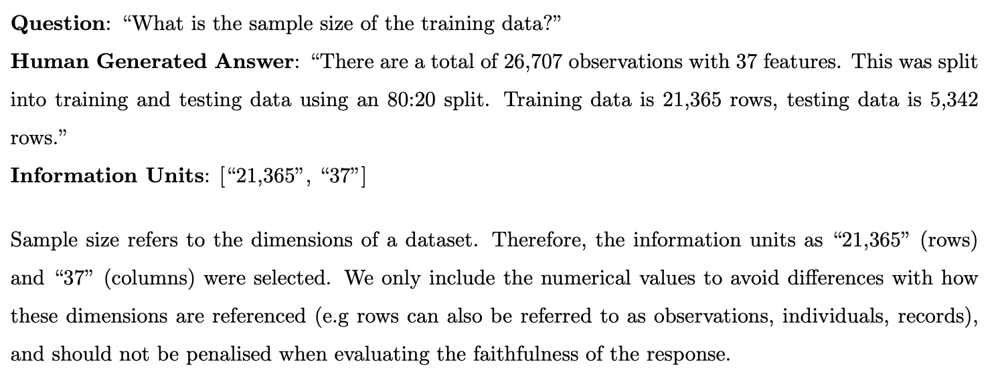 Question: “What is the sample size of the training data?”
Human Generated Answer: “There are a total of 26,707 observations with 37 features. This was split
into training and testing data using an 80:20 split. Training data is 21,365 rows, testing data is 5,342
rows.”
Information Units: [“21,365”, “37”]
Sample size refers to the dimensions of a dataset. Therefore, the information units as “21,365” (rows)
and “37” (columns) were selected. We only include the numerical values to avoid differences with how
these dimensions are referenced (e.g rows can also be referred to as observations, individuals, records),
and should not be penalised when evaluating the faithfulness of the response.